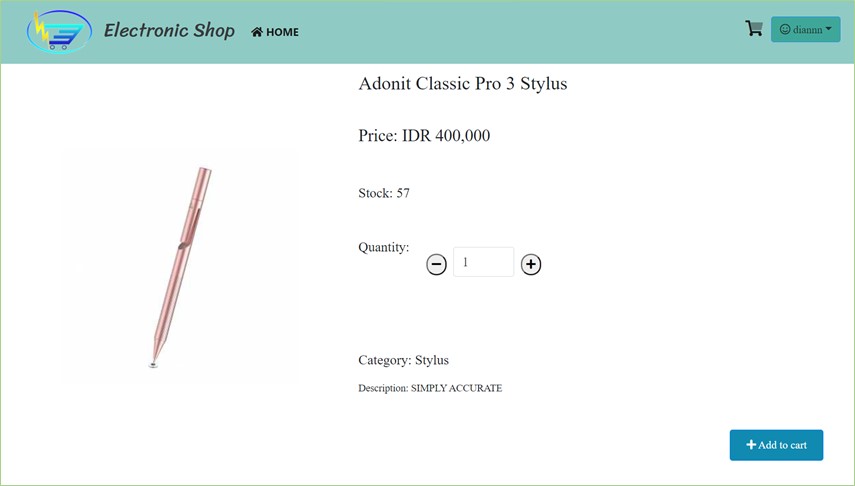 Electronic Shop
HOME
diannn
Adonit Classic Pro 3 Stylus
Price: IDR 400,000
Stock: 57
Quantity:
1
Category: Stylus
Description: SIMPLY ACCURATE
Add to cart